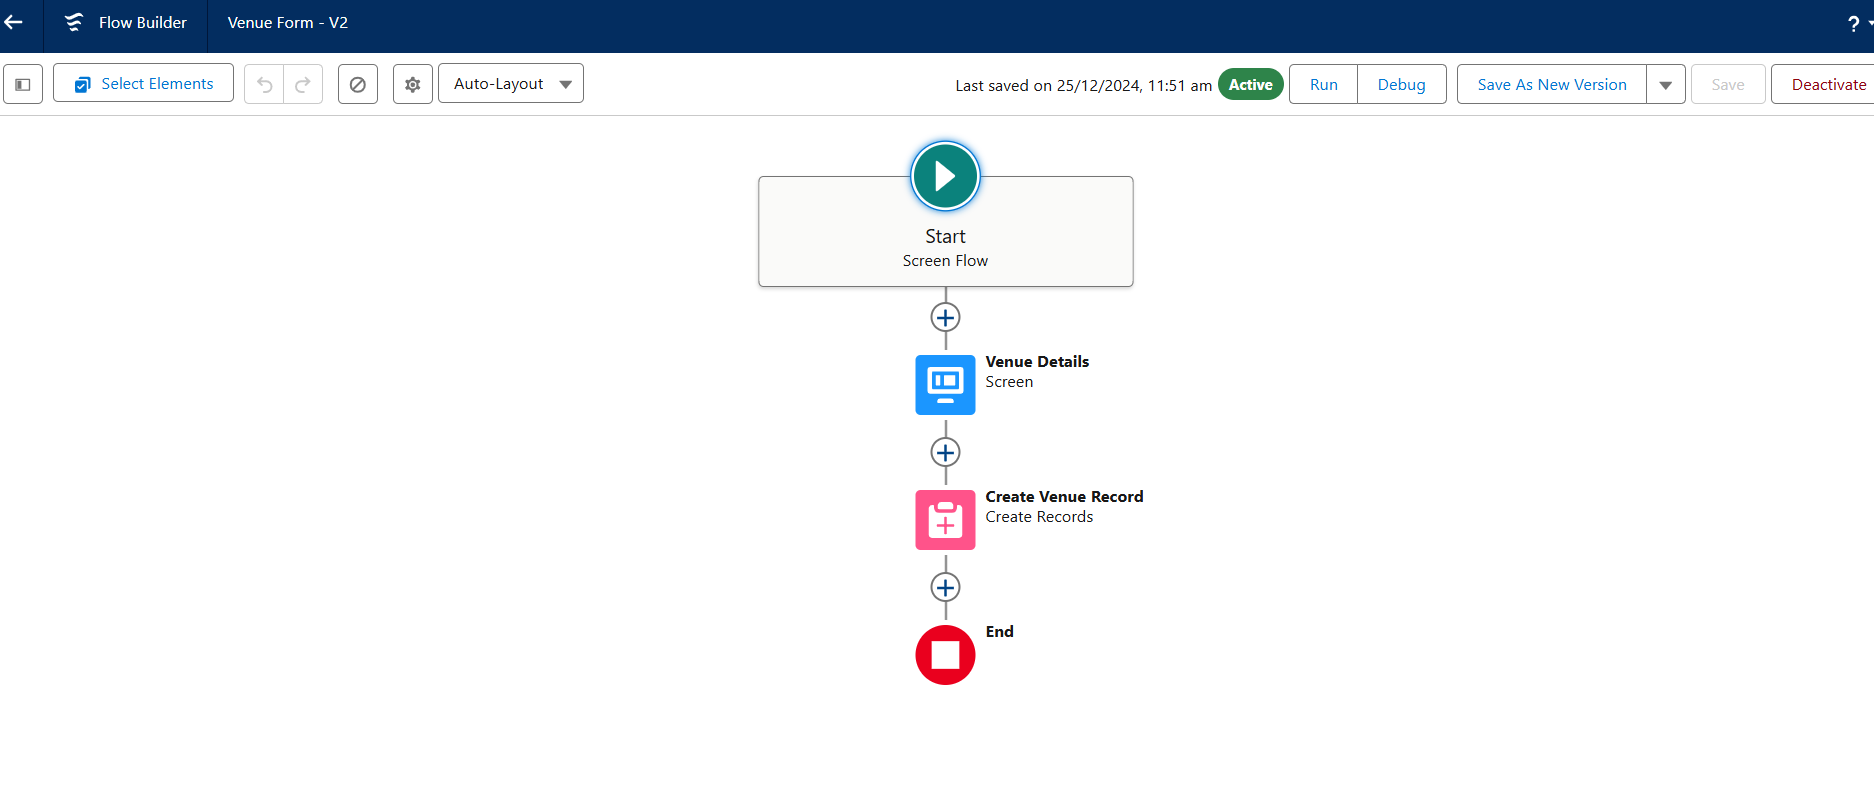 Flow Builder
Venue Form - V2
?
Select Elements
Auto-Layout
Last saved on 25/12/2024, 11:51 am
Active
Run
Debug
Save As New Version
Save
Deactivate
Start
Screen Flow
Venue Details
Screen
Create Venue Record
Create Records
End